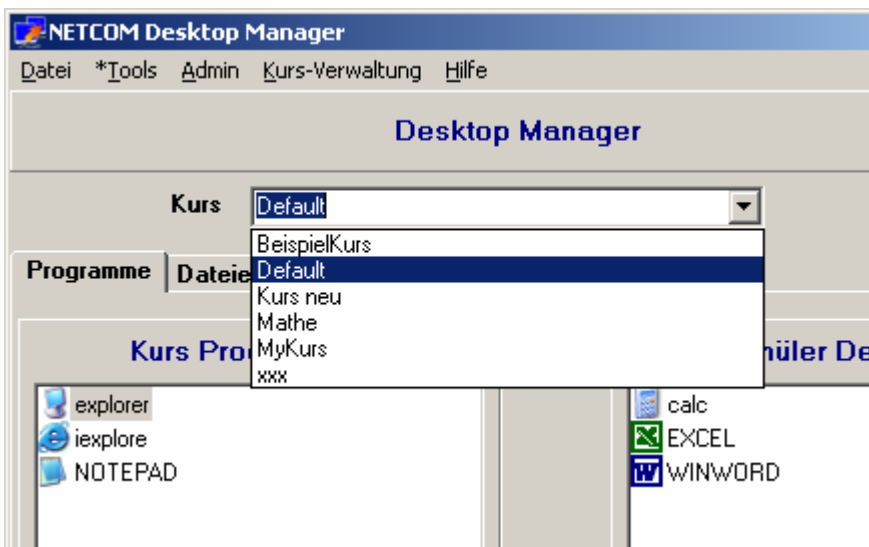 NETCOM Desktop Manager
Datei *Tools Admin Kurs-Verwaltung Hilfe
Desktop Manager
Kurs Default
BeispielKurs
Default
Kurs neu
Mathe
MyKurs
xxx
Programme Dateie
Kurs Pro hüler De
explorer
iexplore
NOTEPAD
calc
EXCEL
WINWORD